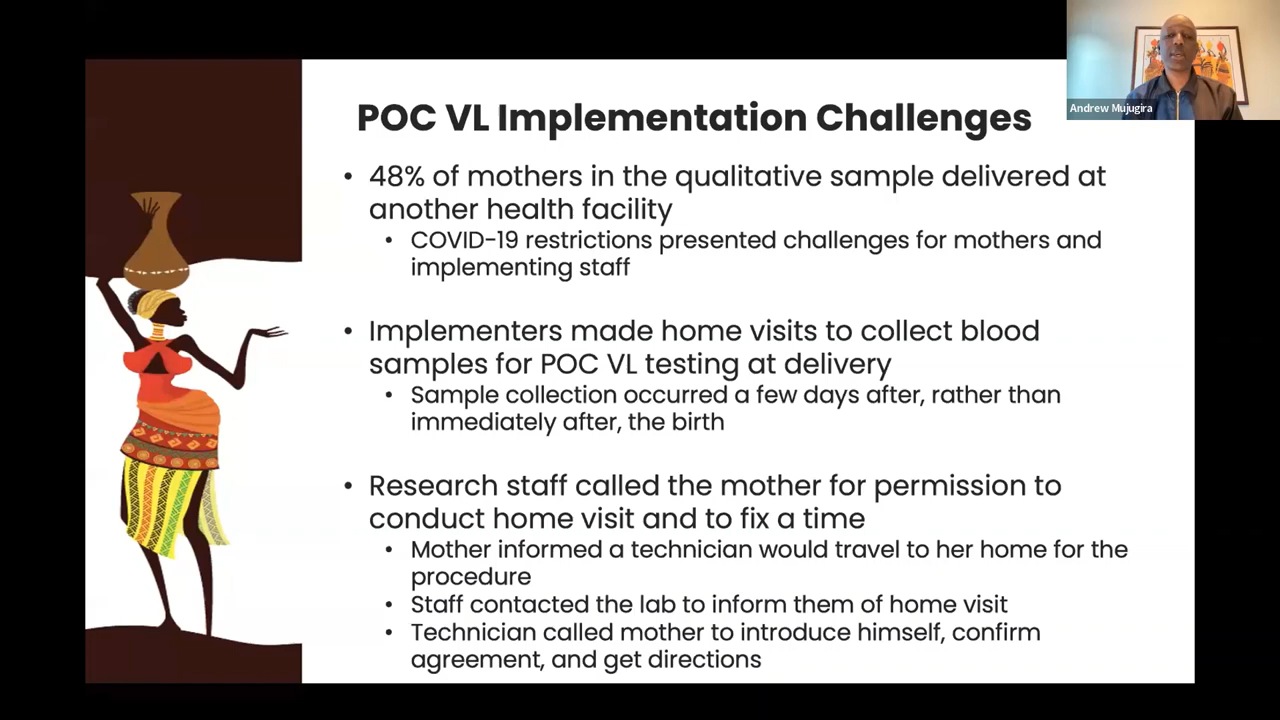 Andrew Mujugira
POC VL Implementation Challenges
• 48% of mothers in the qualitative sample delivered at
another health facility
• COVID-19 restrictions presented challenges for mothers and
implementing staff
• Implementers made home visits to collect blood
samples for POC VL testing at delivery
• Sample collection occurred a few days after, rather than
immediately after, the birth
• Research staff called the mother for permission to
conduct home visit and to fix a time
• Mother informed a technician would travel to her home for the
procedure
• Staff contacted the lab to inform them of home visit
• Technician called mother to introduce himself, confirm
agreement, and get directions